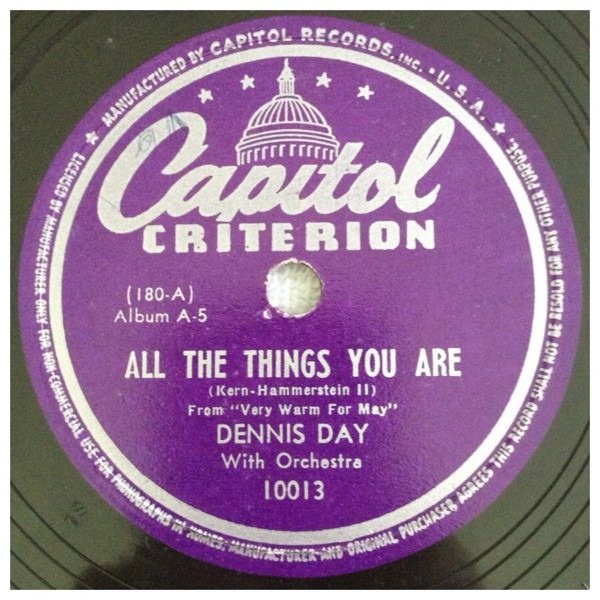 MANUFACTURED BY CAPITOL RECORDS, INC. • U.S.A.
Capitol
CRITERION
(180-A)
Album A-5
ALL THE THINGS YOU ARE
(Kern-Hammerstein II)
From "Very Warm For May"
DENNIS DAY
With Orchestra
10013
LICENSED BY MANUFACTURER ONLY FOR NON-COMMERCIAL USE FOR PHONOGRAPHS IN HOMES. MANUFACTURER AND ORIGINAL PURCHASER AGREES THIS RECORD SHALL NOT BE RESOLD FOR ANY OTHER PURPOSE.